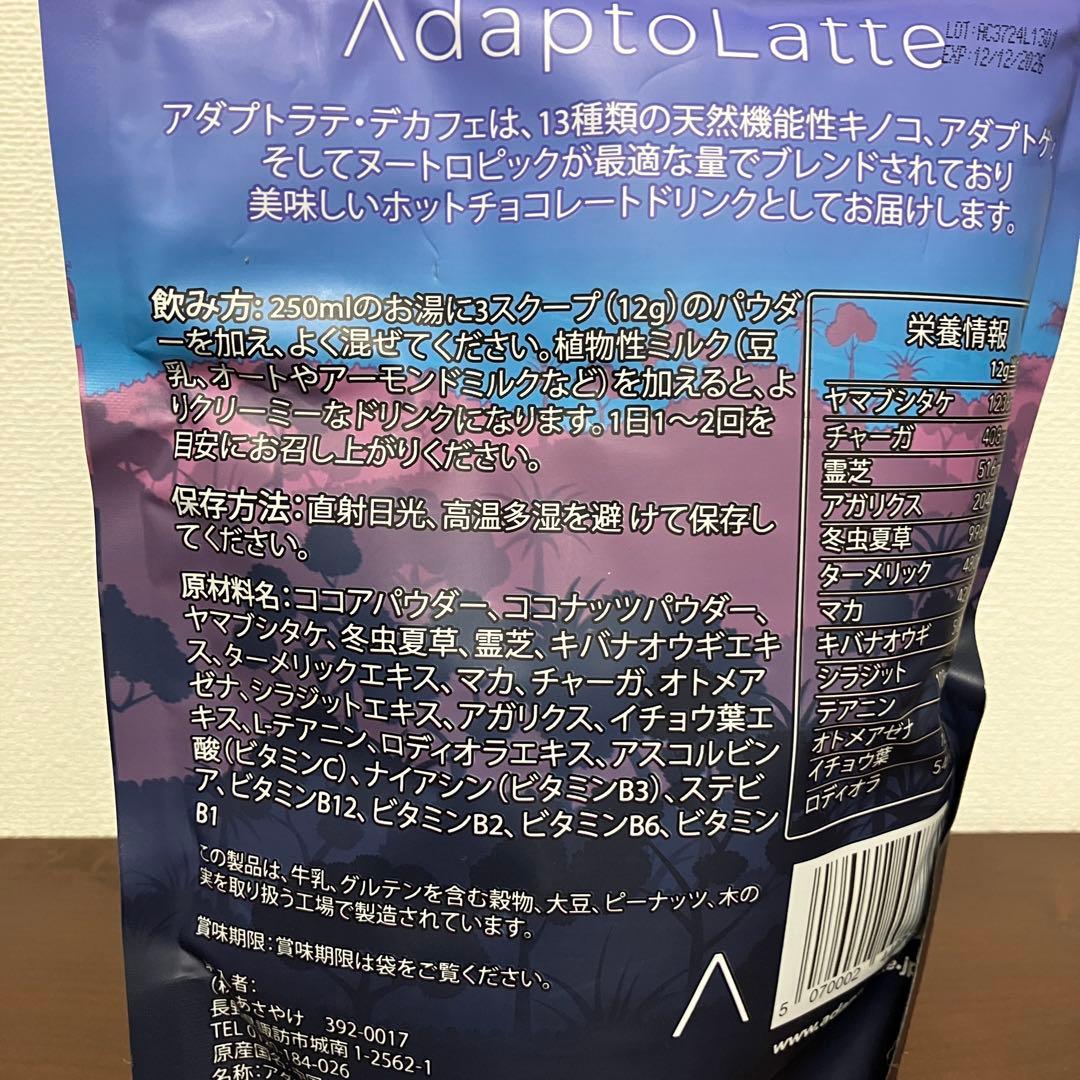 AdaptoLatte
LOT:AC3724L1301
EXP:12/12/2026
アダプトラテ・デカフェは、13種類の天然機能性キノコ、アダプトゲン
そしてヌートロピックが最適な量でブレンドされており
美味しいホットチョコレートドリンクとしてお届けします。
飲み方:250mlのお湯に3スクープ(12g)のパウダ
ーを加え、よく混ぜてください。植物性ミルク(豆
乳、オートやアーモンドミルクなど)を加えると、よ
りクリーミーなドリンクになります。1日1〜2回を
目安にお召し上がりください。
保存方法:直射日光、高温多湿を避 けて保存し
てください。
原材料名:ココアパウダー、ココナッツパウダー、
ヤマブシタケ、冬虫夏草、霊芝、キバナオウギエキ
ス、ターメリックエキス、マカ、チャーガ、オトメア
ゼナ、シラジットエキス、アガリクス、イチョウ葉エ
キス、L-テアニン、ロディオラエキス、アスコルビン
酸(ビタミンC)、ナイアシン(ビタミンB3)、ステビ
ア、ビタミンB12、ビタミンB2、ビタミンB6、ビタミン
B1
この製品は、牛乳、グルテンを含む穀物、大豆、ピーナッツ、木の
実を取り扱う工場で製造されています。
賞味期限:賞味期限は袋をご覧ください。
者:
あさやけ 392-0017
諏訪市城南1-2562-1
TEL
184-026
原産国
名称:
栄養情報
12g
ヤマブシタケ
チャーガ
霊芝
アガリクス
冬虫夏草
ターメリック
マカ
キバナオウギ
シラジット
テアニン
オトメアゼナ
イチョウ葉
ロディオラ
5 070002